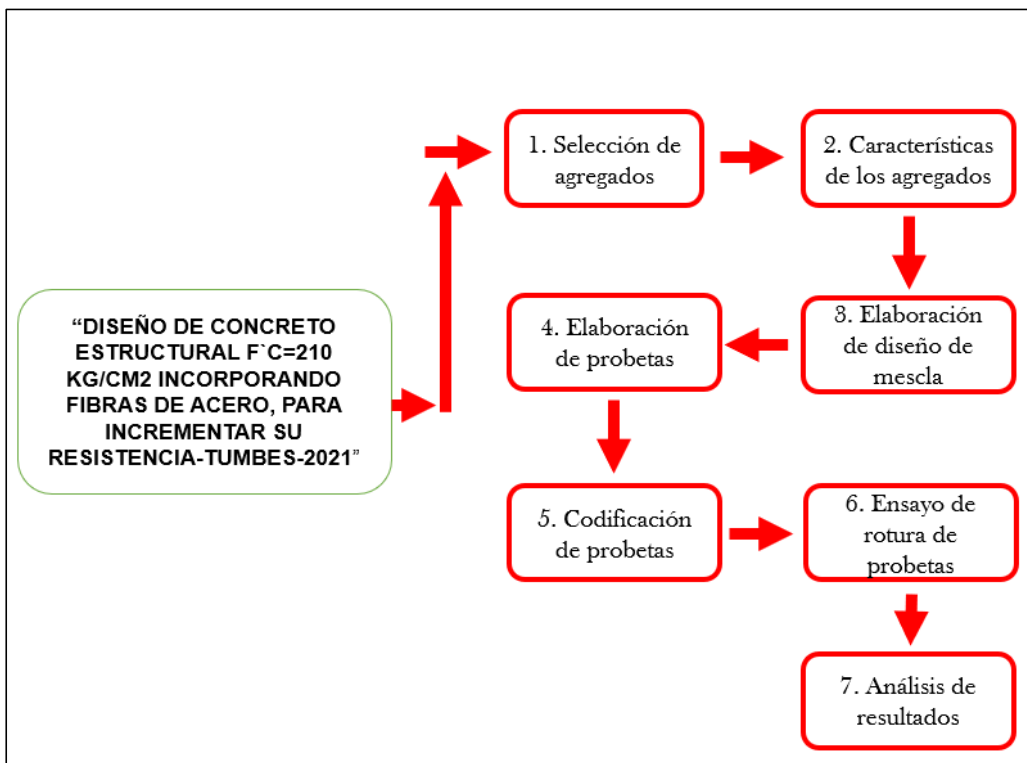 1. Selección de
agregados
2. Características
de los agregados
“DISEÑO DE CONCRETO
ESTRUCTURAL F`C=210
KG/CM2 INCORPORANDO
FIBRAS DE ACERO, PARA
INCREMENTAR SU
RESISTENCIA-TUMBES-2021”
3. Elaboración
de diseño de
mescla
4. Elaboración
de probetas
5. Codificación
de probetas
6. Ensayo de
rotura de
probetas
7. Análisis de
resultados